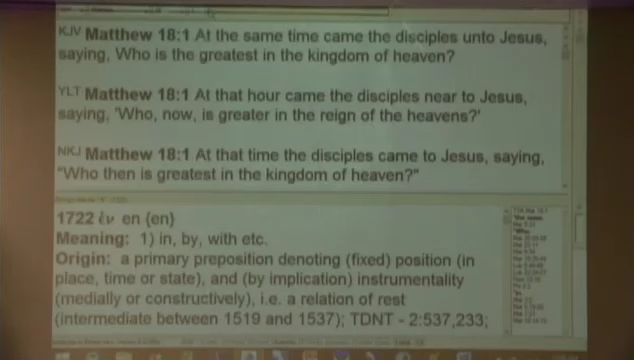 KJV Matthew 18:1 At the same time came the disciples unto Jesus,
saying, Who is the greatest in the kingdom of heaven?
YLT Matthew 18:1 At that hour came the disciples near to Jesus,
saying, 'Who, now, is greater in the reign of the heavens?'
NKJ Matthew 18:1 At that time the disciples came to Jesus, saying,
"Who then is greatest in the kingdom of heaven?"
1722 ἐν en {en}
Meaning: 1) in, by, with etc.
Origin: a primary preposition denoting (fixed) position (in
place, time or state), and (by implication) instrumentality
(medially or constructively), i.e. a relation of rest
(intermediate between 1519 and 1537); TDNT - 2:537,233;